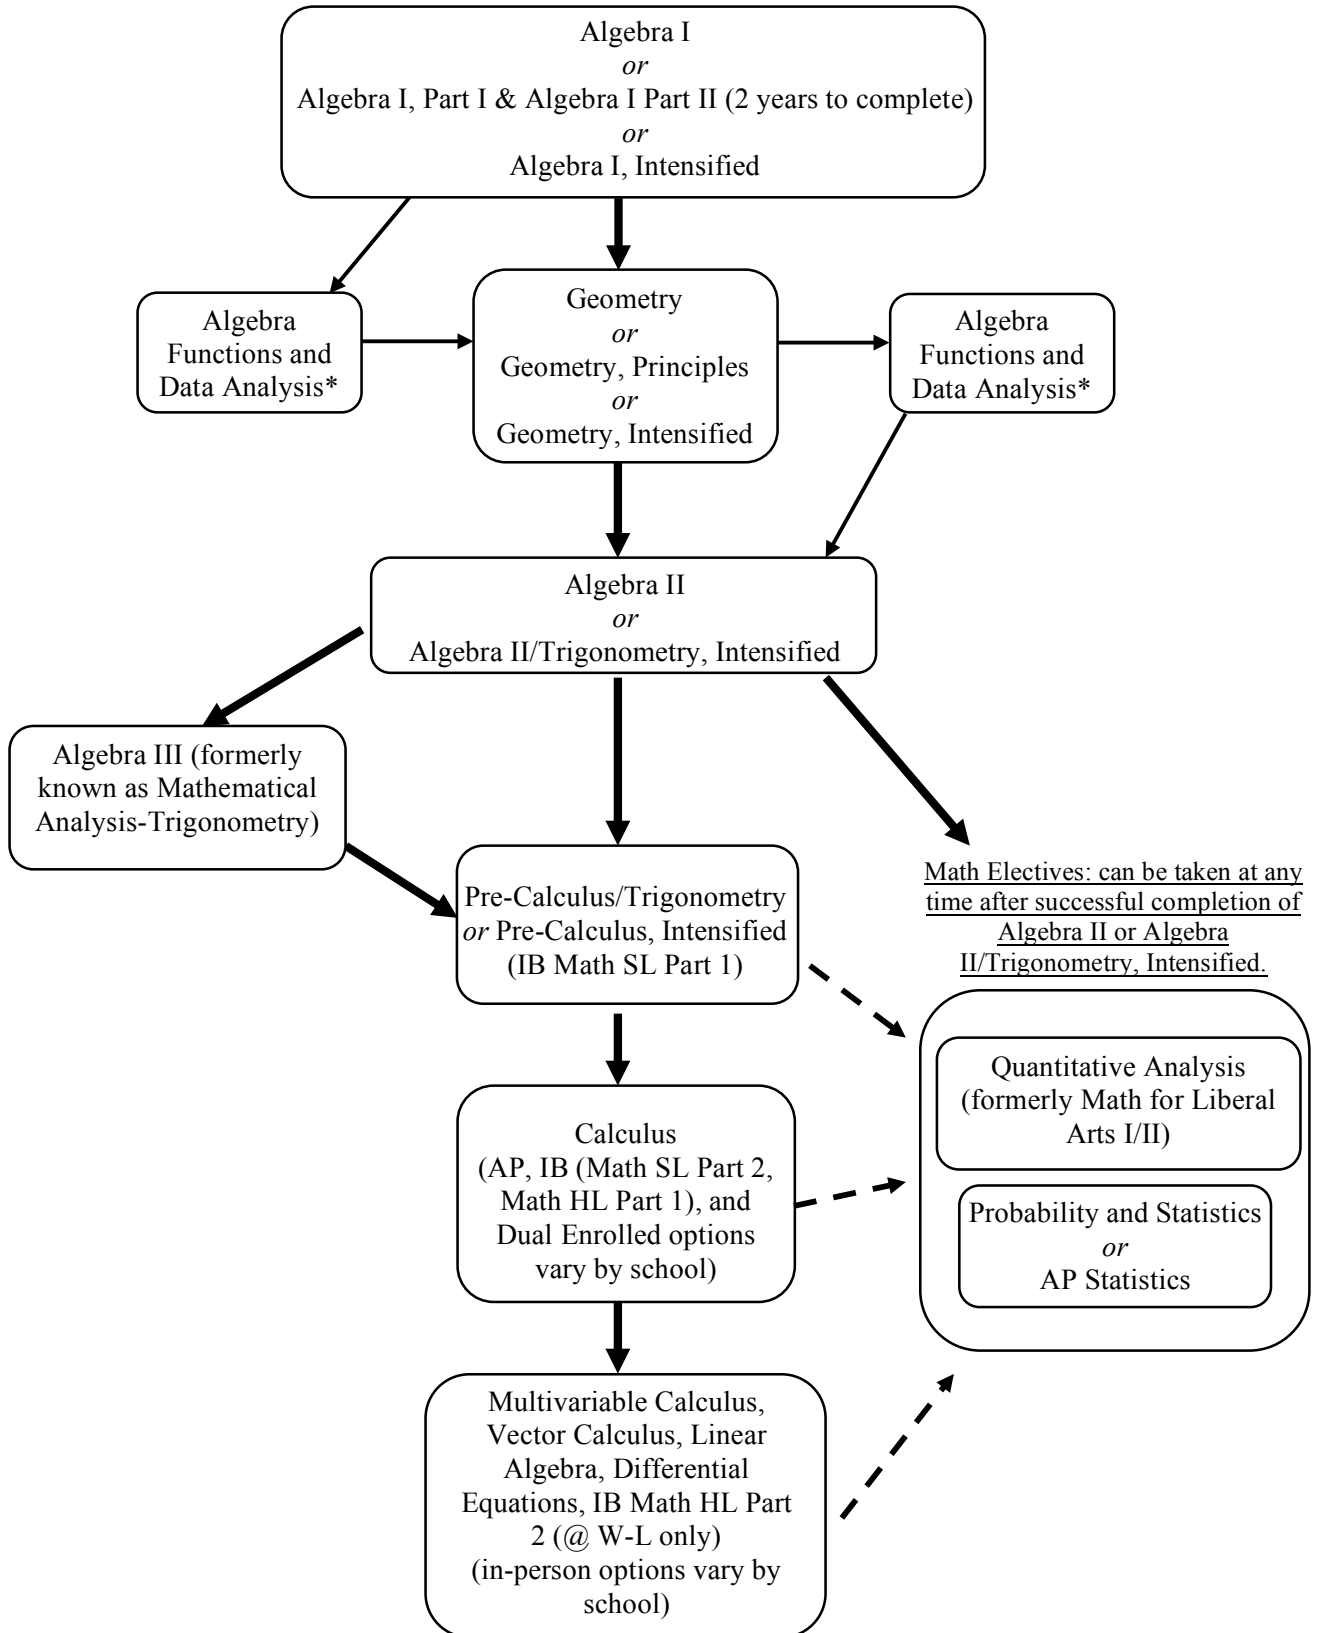 Algebra I
or
Algebra I, Part I & Algebra I Part II (2 years to complete)
or
Algebra I, Intensified
Algebra
Functions and
Data Analysis*
Geometry
or
Geometry, Principles
or
Geometry, Intensified
Algebra
Functions and
Data Analysis*
Algebra II
or
Algebra II/Trigonometry, Intensified
Algebra III (formerly
known as Mathematical
Analysis-Trigonometry)
Pre-Calculus/Trigonometry
or Pre-Calculus, Intensified
(IB Math SL Part 1)
Math Electives: can be taken at any
time after successful completion of
Algebra II or Algebra
II/Trigonometry, Intensified.
Quantitative Analysis
(formerly Math for Liberal
Arts I/II)
Probability and Statistics
or
AP Statistics
Calculus
(AP, IB (Math SL Part 2,
Math HL Part 1), and
Dual Enrolled options
vary by school)
Multivariable Calculus,
Vector Calculus, Linear
Algebra, Differential
Equations, IB Math HL Part
2 (@ W-L only)
(in-person options vary by
school)